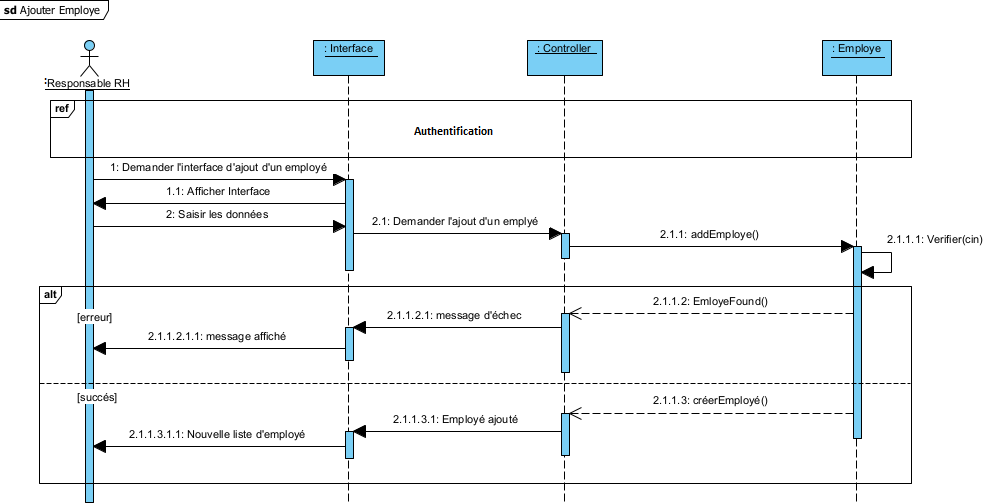 sd Ajouter Employe
: Interface
: Controller
: Employe
:Responsable RH
ref
Authentification
1: Demander l'interface d'ajout d'un employé
1.1: Afficher Interface
2: Saisir les données
2.1: Demander l'ajout d'un emplyé
2.1.1: addEmploye()
2.1.1.1: Verifier(cin)
alt
[erreur]
2.1.1.2: EmloyeFound()
2.1.1.2.1: message d'échec
2.1.1.2.1.1: message affiché
[succés]
2.1.1.3: créerEmployé()
2.1.1.3.1: Employé ajouté
2.1.1.3.1.1: Nouvelle liste d'employé